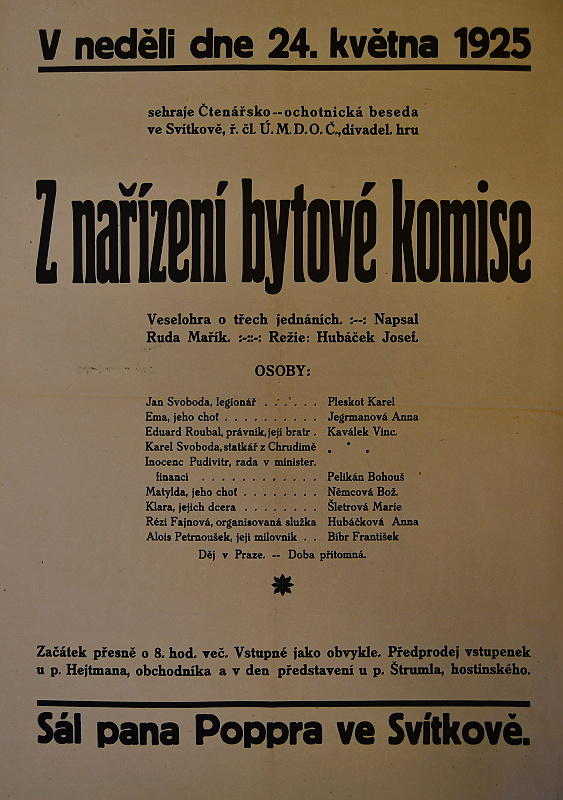 V neděli dne 24. května 1925
sehraje Čtenářsko--ochotnická beseda
ve Svítkově, ř. čl. Ú. M. D. O. Č., divadel. hru
Z nařízení bytové komise
Veselohra o třech jednáních. :--: Napsal
Ruda Mařík. :-::-: Režie: Hubáček Josef.
OSOBY:
Jan Svoboda, legionář . . . . . . Pleskot Karel
Ema, jeho choť . . . . . . . . . . Jegrmanová Anna
Eduard Roubal, právník, její bratr . Kaválek Vinc.
Karel Svoboda, statkář z Chrudimě . * .
Inocenc Pudivítr, rada v minister.
financí . . . . . . . . . . . . Pelikán Bohouš
Matylda, jeho choť . . . . . . . . Němcová Bož.
Klara, jejich dcera . . . . . . . . Šletrová Marie
Rézi Fajnová, organisovaná služka Hubáčková Anna
Alois Petrnoušek, její milovník . . Bibr František
Děj v Praze. -- Doba přítomná.
Začátek přesně o 8. hod. več. Vstupné jako obvykle. Předprodej vstupenek
u p. Hejtmana, obchodníka a v den představení u p. Štrumla, hostinského.
Sál pana Poppra ve Svítkově.